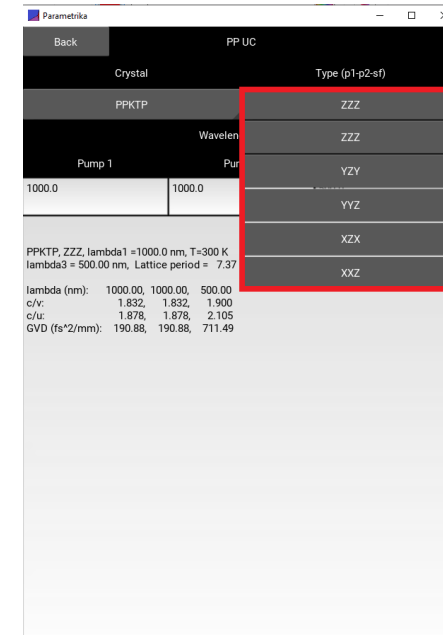 Parametrika
Back PP UC
Crystal Type (p1-p2-sf)
PPKTP ZZZ
Wavelen ZZZ
Pump 1 Pur YZY
1000.0 1000.0
YYZ
XZX
XXZ
PPKTP, ZZZ, lambda1 =1000.0 nm, T=300 K
lambda3 = 500.00 nm, Lattice period = 7.37
lambda (nm): 1000.00, 1000.00, 500.00
c/v: 1.832, 1.832, 1.900
c/u: 1.878, 1.878, 2.105
GVD (fs^2/mm): 190.88, 190.88, 711.49